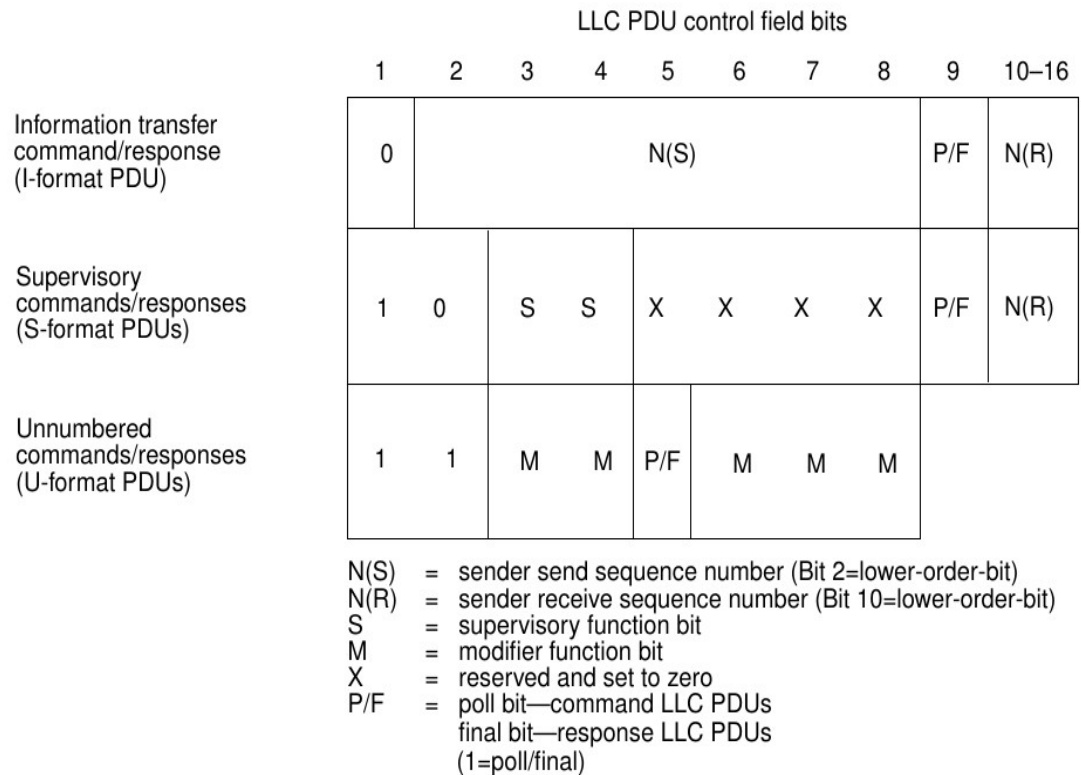 LLC PDU control field bits
1 2 3 4 5 6 7 8 9 10–16
Information transfer
command/response
(I-format PDU)
0 N(S) P/F N(R)
Supervisory
commands/responses
(S-format PDUs)
1 0 S S X X X X P/F N(R)
Unnumbered
commands/responses
(U-format PDUs)
1 1 M M P/F M M M
N(S) = sender send sequence number (Bit 2=lower-order-bit)
N(R) = sender receive sequence number (Bit 10=lower-order-bit)
S = supervisory function bit
M = modifier function bit
X = reserved and set to zero
P/F = poll bit—command LLC PDUs
final bit—response LLC PDUs
(1=poll/final)